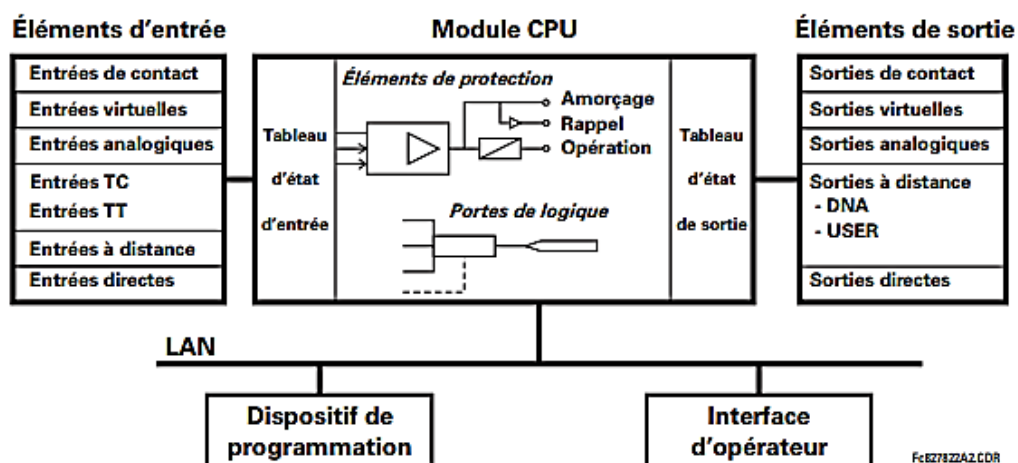 Éléments d'entrée
Module CPU
Éléments de sortie
Entrées de contact
Entrées virtuelles
Entrées analogiques
Entrées TC
Entrées TT
Entrées à distance
Entrées directes
Tableau
d'état
d'entrée
Éléments de protection
Amorçage
Rappel
Opération
Portes de logique
Tableau
d'état
de sortie
Sorties de contact
Sorties virtuelles
Sorties analogiques
Sorties à distance
- DNA
- USER
Sorties directes
LAN
Dispositif de
programmation
Interface
d'opérateur
FC827822A2.CDR